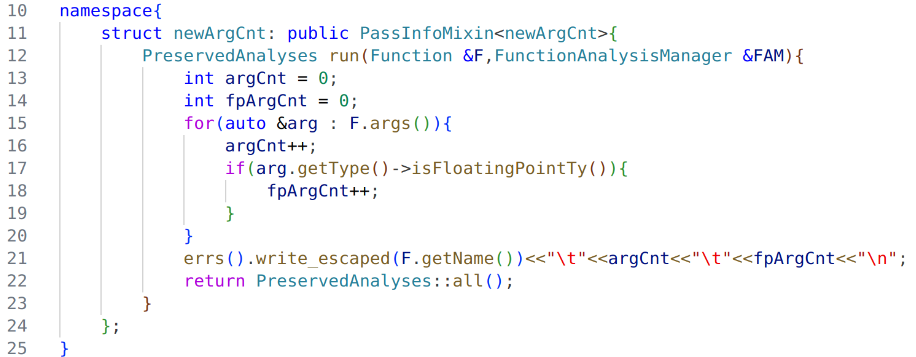 10 namespace{
11     struct newArgCnt: public PassInfoMixin<newArgCnt>{
12         PreservedAnalyses run(Function &F,FunctionAnalysisManager &FAM){
13             int argCnt = 0;
14             int fpArgCnt = 0;
15             for(auto &arg : F.args()){
16                 argCnt++;
17                 if(arg.getType()->isFloatingPointTy()){
18                     fpArgCnt++;
19                 }
20             }
21             errs().write_escaped(F.getName())<<"\t"<<argCnt<<"\t"<<fpArgCnt<<"\n";
22             return PreservedAnalyses::all();
23         }
24     };
25 }